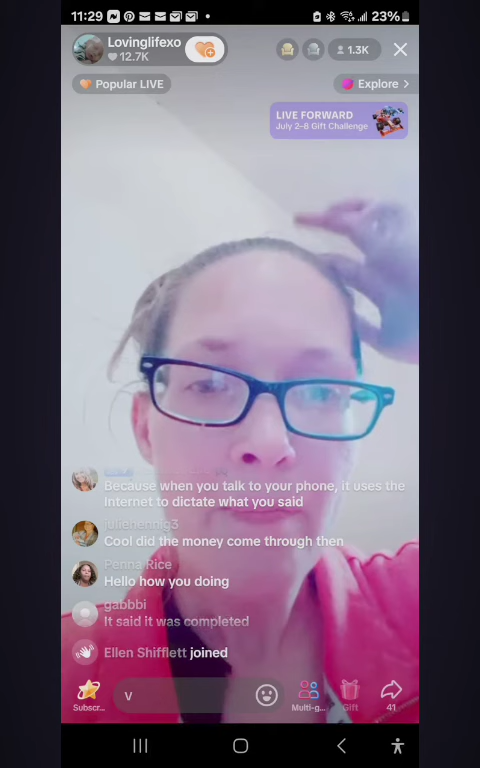 11:29
23%
Lovinglifexo
12.7K
1.3K
Popular LIVE
Explore
LIVE FORWARD
July 2-8 Gift Challenge
Because when you talk to your phone, it uses the
Internet to dictate what you said
juliehennig3
Cool did the money come through then
Penna Rice
Hello how you doing
gabbbi
It said it was completed
Ellen Shifflett joined
V
Subscr...
Multi-g...
Gift
41